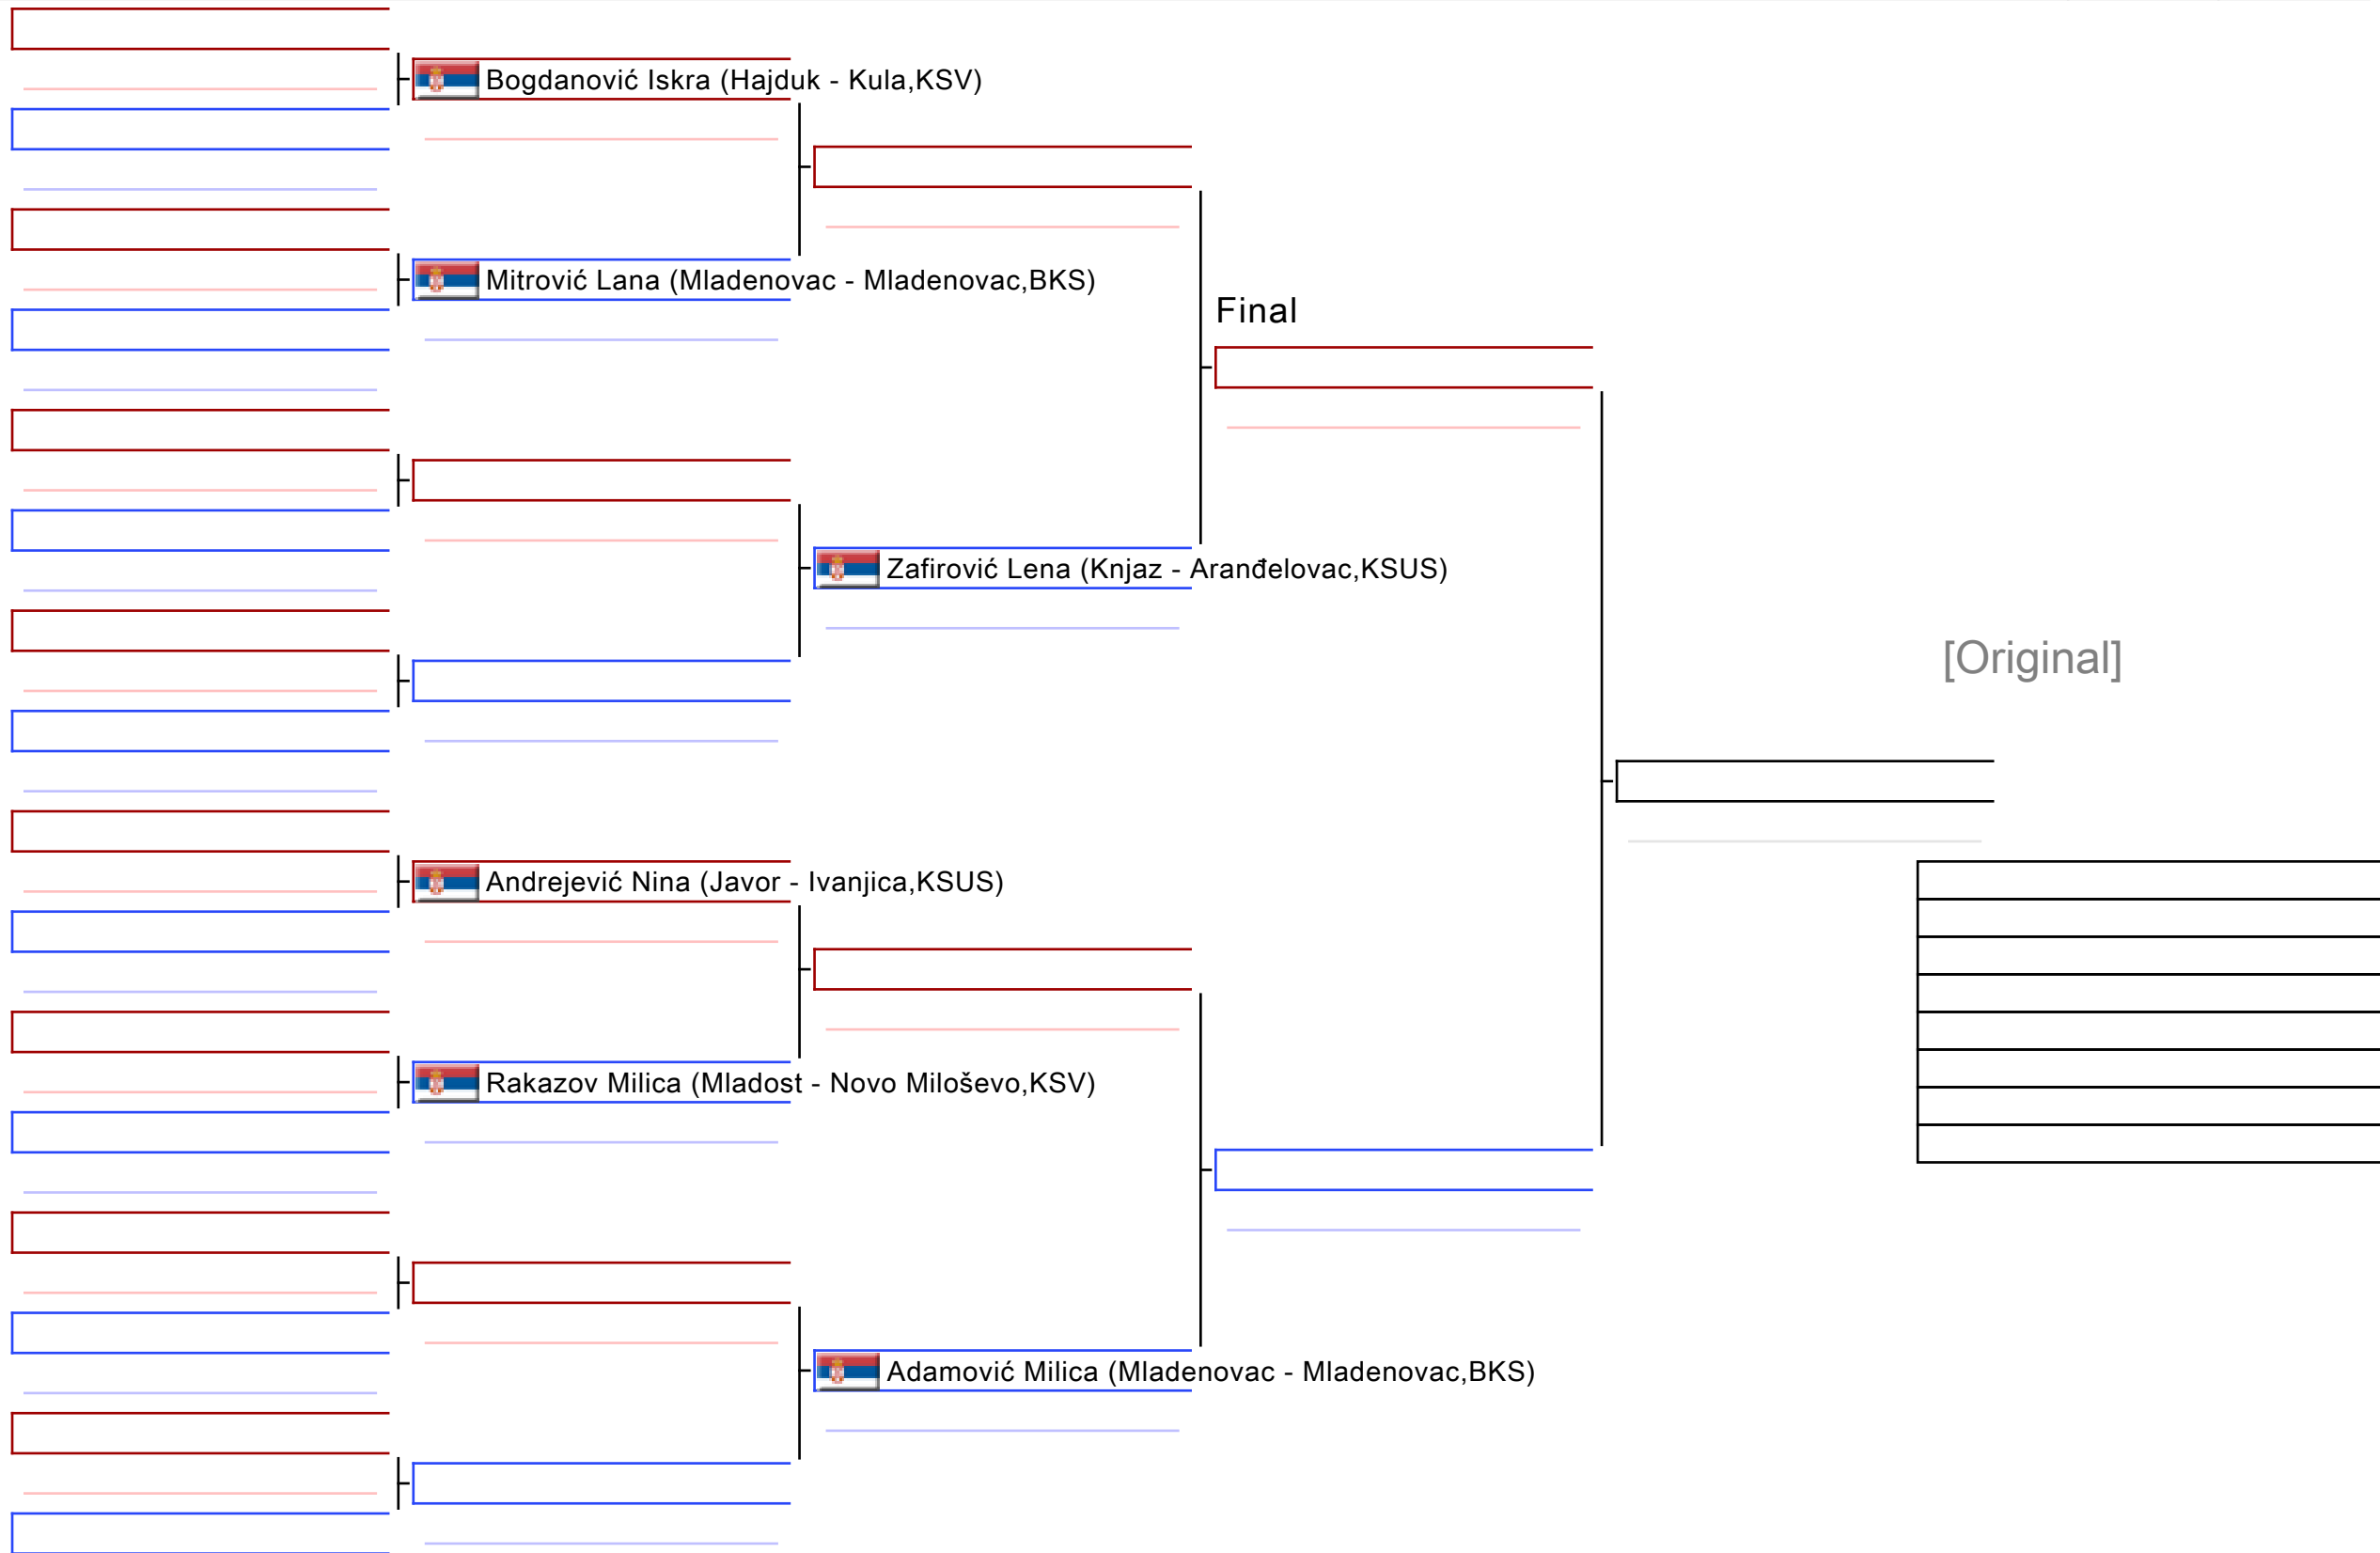 Bogdanović Iskra (Hajduk - Kula,KSV)
Mitrović Lana (Mladenovac - Mladenovac,BKS)
Final
Zafirović Lena (Knjaz - Aranđelovac,KSUS)
[Original]
Andrejević Nina (Javor - Ivanjica,KSUS)
Rakazov Milica (Mladost - Novo Miloševo,KSV)
Adamović Milica (Mladenovac - Mladenovac,BKS)